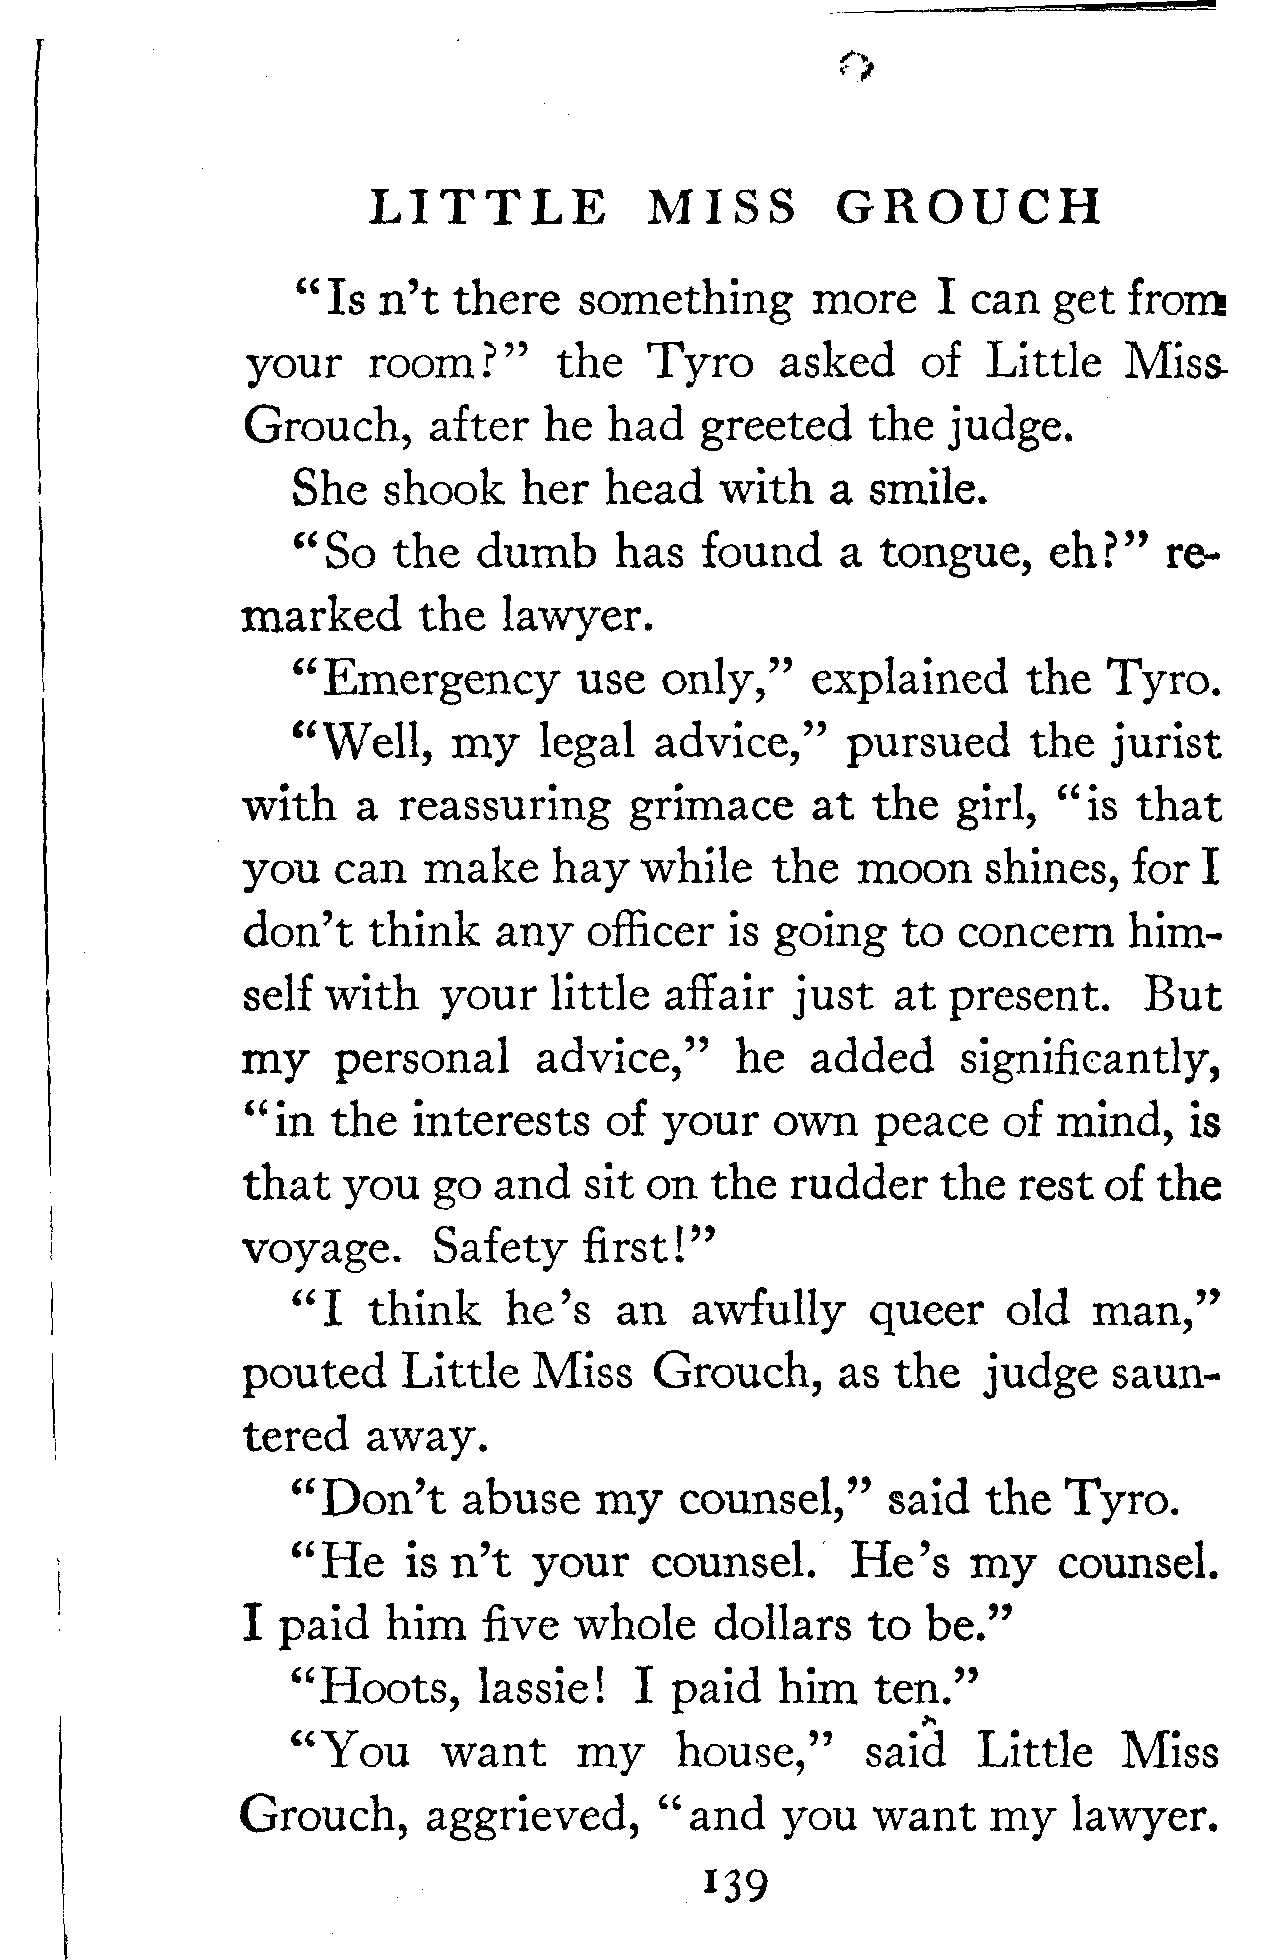 LITTLE MISS GROUCH
“Is n’t there something more I can get from
your room?” the Tyro asked of Little Miss
Grouch, after he had greeted the judge.
She shook her head with a smile.
“So the dumb has found a tongue, eh?” re-
marked the lawyer.
“Emergency use only,” explained the Tyro.
“Well, my legal advice,” pursued the jurist
with a reassuring grimace at the girl, “is that
you can make hay while the moon shines, for I
don’t think any officer is going to concern him-
self with your little affair just at present. But
my personal advice,” he added significantly,
“in the interests of your own peace of mind, is
that you go and sit on the rudder the rest of the
voyage. Safety first!”
“I think he’s an awfully queer old man,”
pouted Little Miss Grouch, as the judge saun-
tered away.
“Don’t abuse my counsel,” said the Tyro.
“He is n’t your counsel. He’s my counsel.
I paid him five whole dollars to be.”
“Hoots, lassie! I paid him ten.”
“You want my house,” said Little Miss
Grouch, aggrieved, “and you want my lawyer.
139